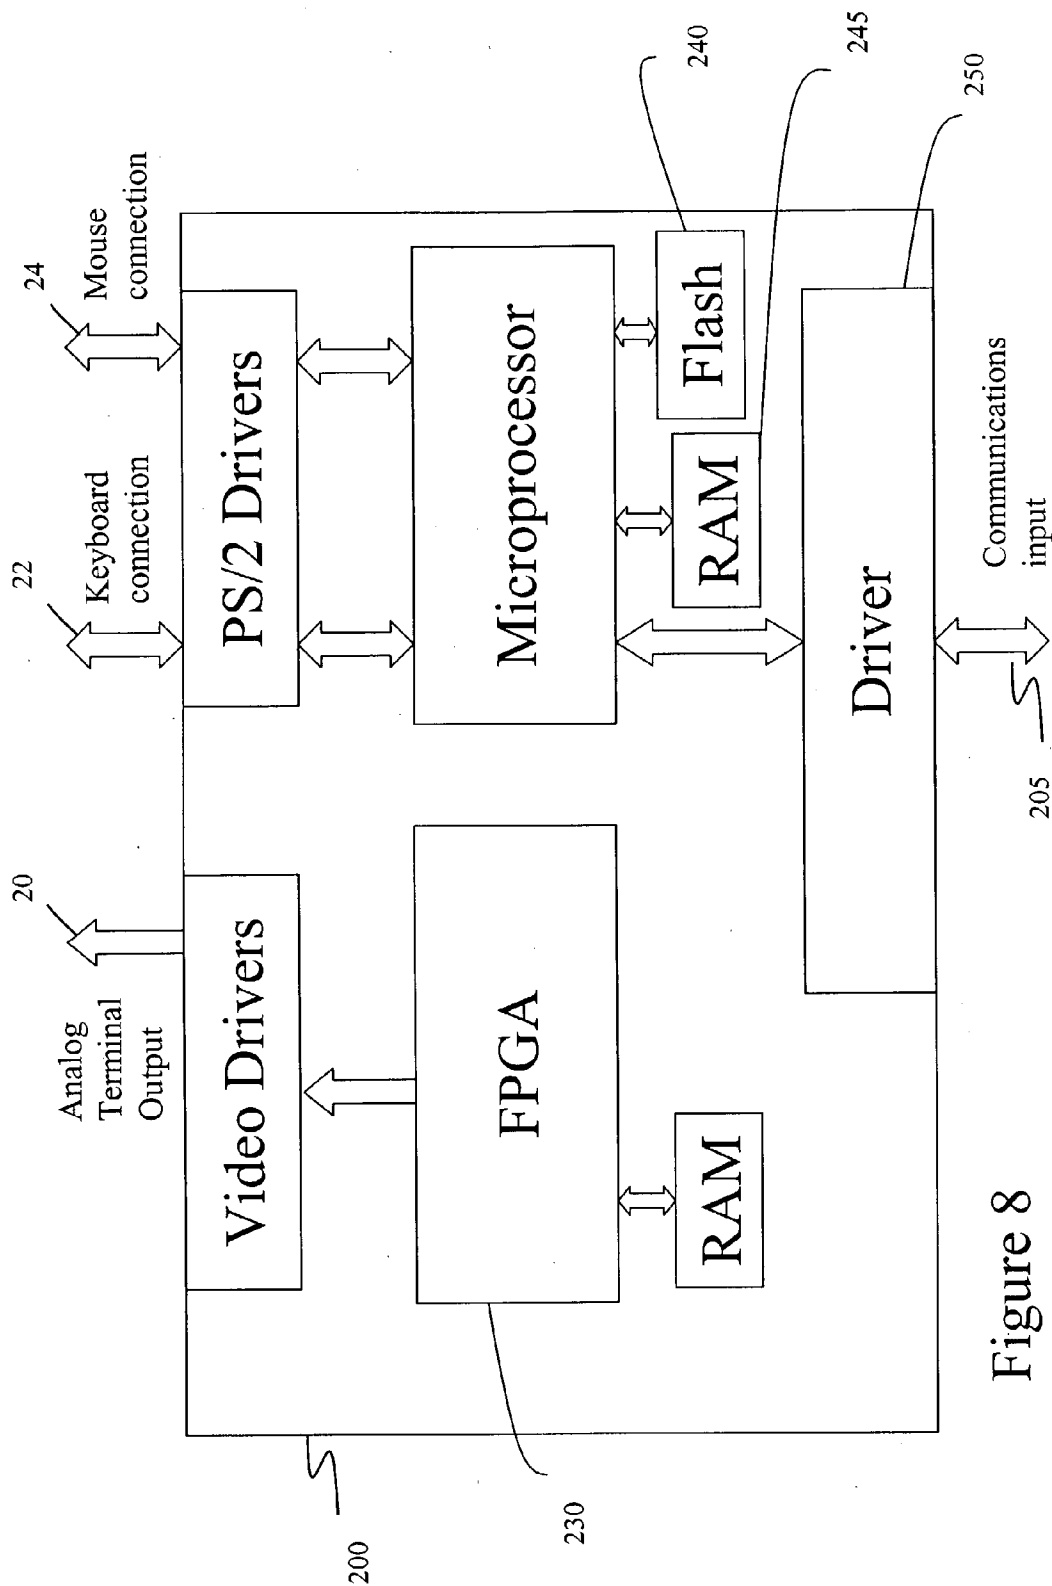 20
22
24
Analog
Terminal
Output
Keyboard
connection
Mouse
connection
Video Drivers
PS/2 Drivers
FPGA
Microprocessor
RAM
RAM
Flash
Driver
200
230
240
245
250
205
Communications
input
Figure 8